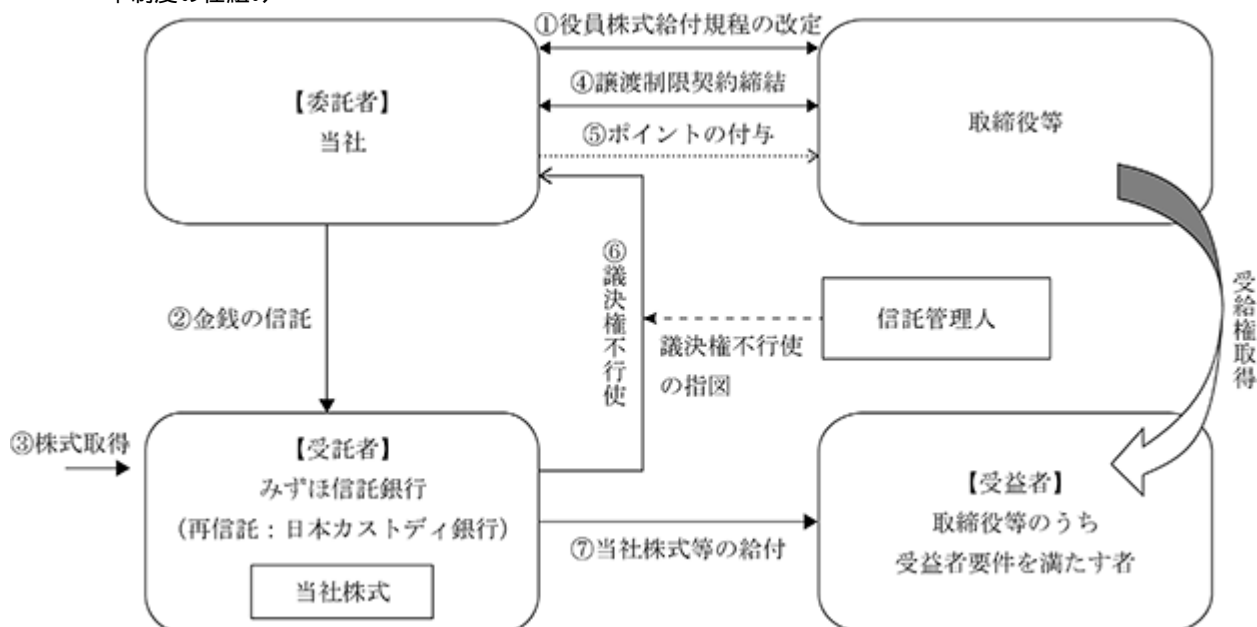 本制度の仕組み
①役員株式給付規程の改定
【委託者】
当社
④譲渡制限契約締結
⑤ポイントの付与
取締役等
②金銭の信託
⑥議決権不行使
議決権不行使
の指図
信託管理人
受給権取得
③株式取得
【受託者】
みずほ信託銀行
(再信託:日本カストディ銀行)
当社株式
⑦当社株式等の給付
【受益者】
取締役等のうち
受益者要件を満たす者